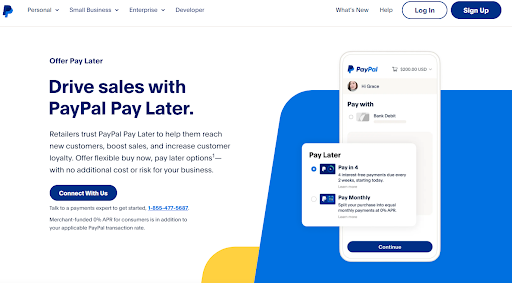 Personal Small Business Enterprise Developer What's New Help Log In Sign Up
Offer Pay Later
Drive sales with
PayPal Pay Later.
Retailers trust PayPal Pay Later to help them reach
new customers, boost sales, and increase customer
loyalty. Offer flexible buy now, pay later options¹—
with no additional cost or risk for your business.
Connect With Us
Talk to a payments expert to get started. 1-855-477-5687.
Merchant-funded 0% APR for consumers is in addition to
your applicable PayPal transaction rate.
PayPal $200.00 USD
Hi Grace
Pay with
Bank Debit
Pay Later
Pay in 4
4 interest-free payments due every
2 weeks, starting today.
Learn more
Pay Monthly
Split your purchase into equal
monthly payments at 0% APR
Learn more
Continue